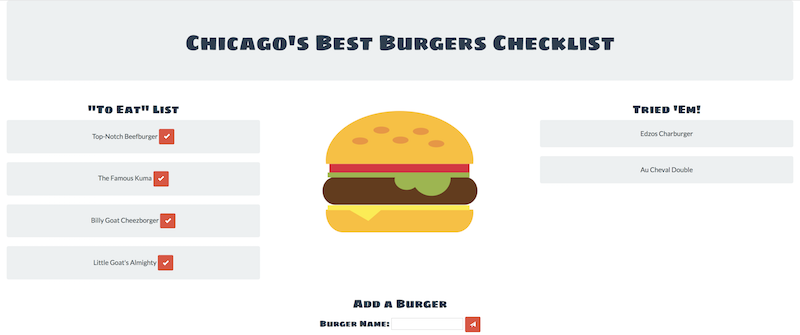 Chicago's Best Burgers Checklist
"To Eat" List
Top-Notch Beefburger
The Famous Kuma
Billy Goat Cheezborger
Little Goat's Almighty
Tried 'Em!
Edzos Charburger
Au Cheval Double
Add a Burger
Burger Name: